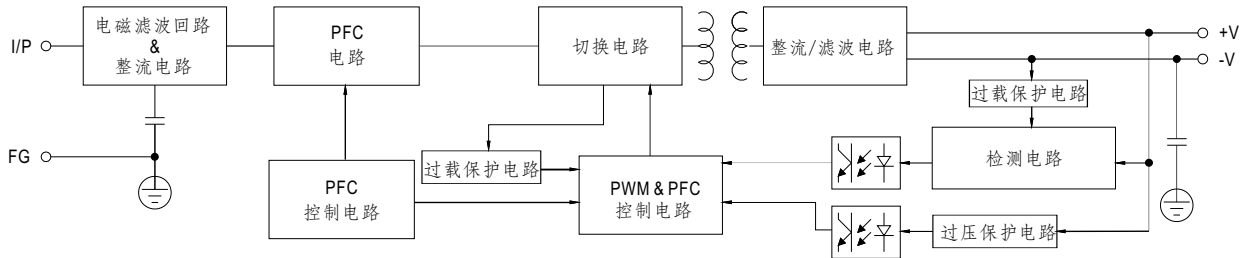 I/P
电磁滤波回路
&
整流电路
PFC
电路
切换电路
整流/滤波电路
+V
-V
过载保护电路
FG
PFC
控制电路
过载保护电路
PWM & PFC
控制电路
检测电路
过压保护电路